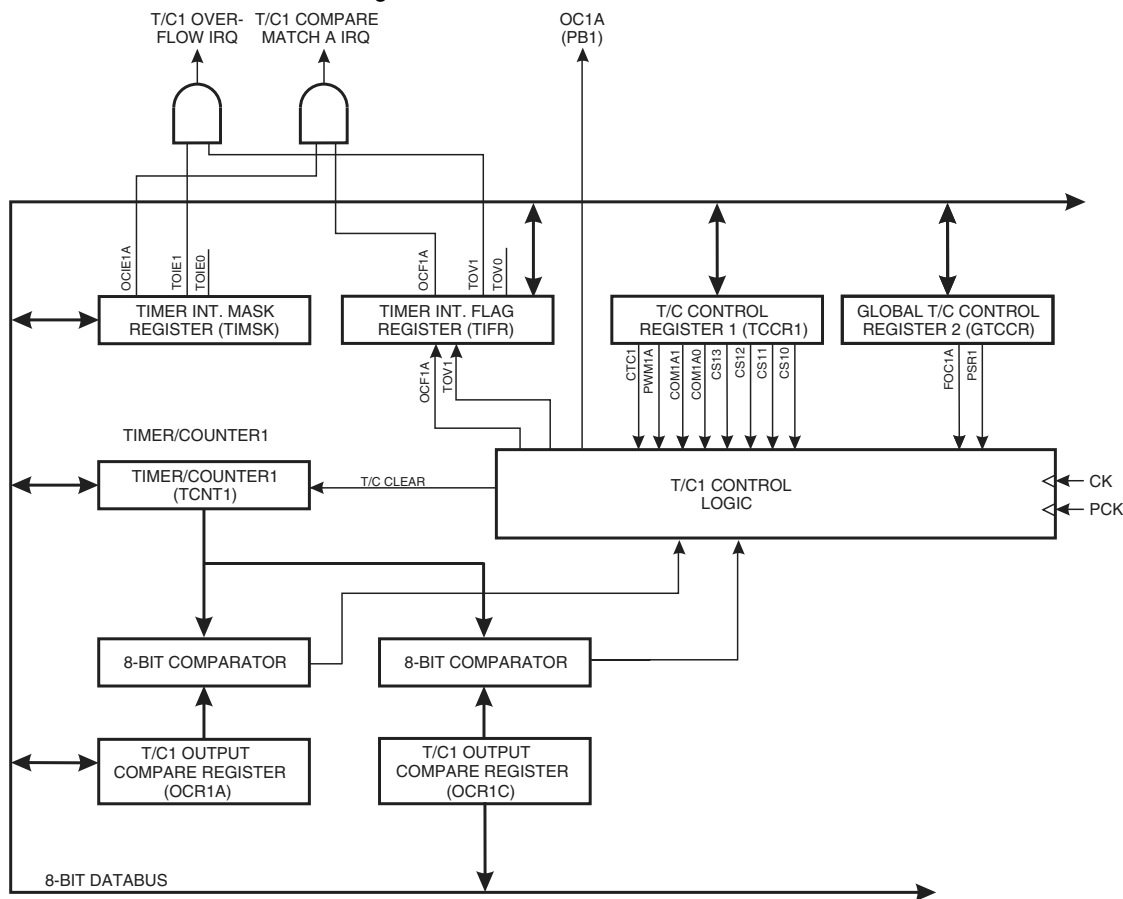 T/C1 OVER-
FLOW IRQ
T/C1 COMPARE
MATCH A IRQ
OC1A
(PB1)
OCIE1A
TOIE1
TOIE0
OCF1A
TOV1
TOV0
TIMER INT. MASK
REGISTER (TIMSK)
TIMER INT. FLAG
REGISTER (TIFR)
T/C CONTROL
REGISTER 1 (TCCR1)
GLOBAL T/C CONTROL
REGISTER 2 (GTCCR)
OCF1A
TOV1
CTC1
PWM1A
COM1A1
COM1A0
CS13
CS12
CS11
CS10
FOC1A
PSR1
TIMER/COUNTER1
TIMER/COUNTER1
(TCNT1)
T/C CLEAR
T/C1 CONTROL
LOGIC
CK
PCK
8-BIT COMPARATOR
8-BIT COMPARATOR
T/C1 OUTPUT
COMPARE REGISTER
(OCR1A)
T/C1 OUTPUT
COMPARE REGISTER
(OCR1C)
8-BIT DATABUS